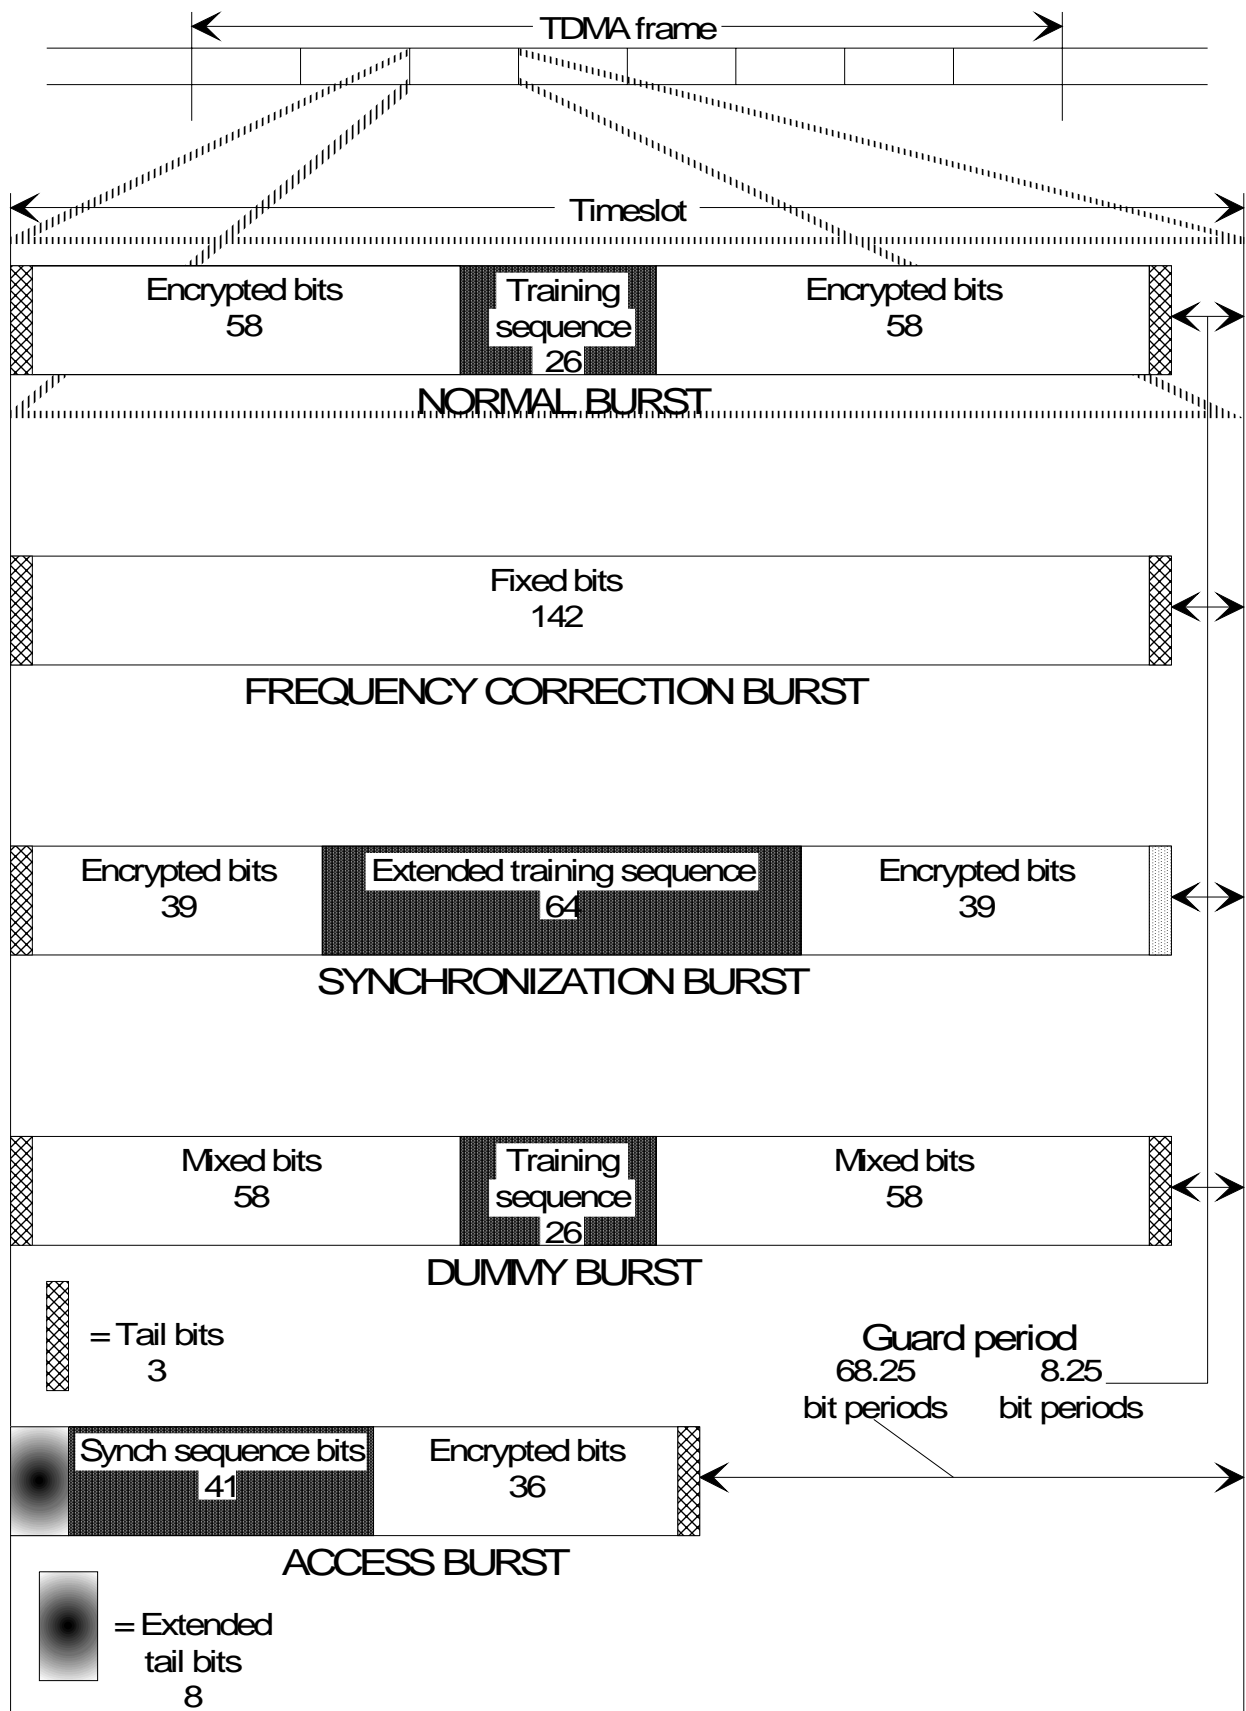 TDMA frame
Timeslot
Encrypted bits
58
Training
sequence
26
Encrypted bits
58
NORMAL BURST
Fixed bits
142
FREQUENCY CORRECTION BURST
Encrypted bits
39
Extended training sequence
64
Encrypted bits
39
SYNCHRONIZATION BURST
Mixed bits
58
Training
sequence
26
Mixed bits
58
DUMMY BURST
= Tail bits
3
Guard period
68.25
bit periods
8.25
bit periods
Synch sequence bits
41
Encrypted bits
36
ACCESS BURST
= Extended
tail bits
8